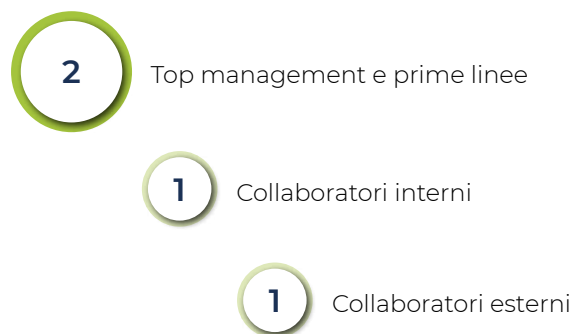 2 Top management e prime linee
1 Collaboratori interni
1 Collaboratori esterni